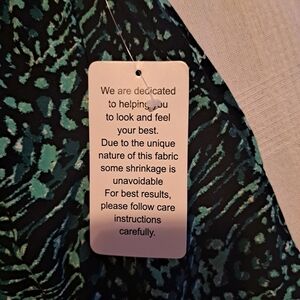 We are dedicated
to helping you
to look and feel
your best.
Due to the unique
nature of this fabric
some shrinkage is
unavoidable
For best results,
please follow care
instructions
carefully.